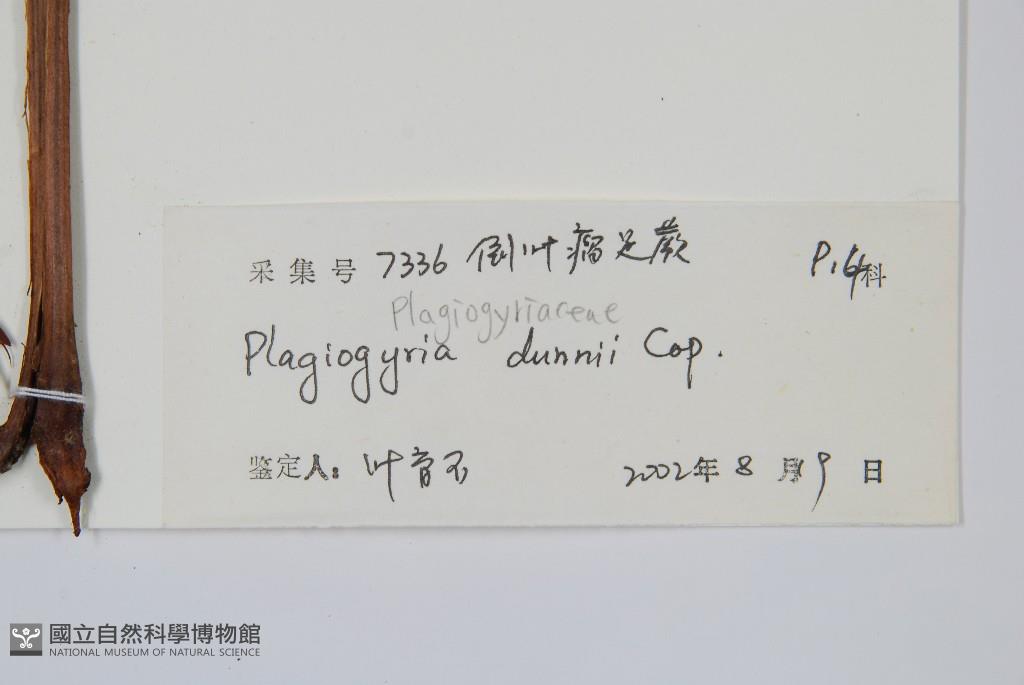 采集号 7336 倒叶瘤足蕨 P.16科
Plagiogyriaceae
Plagiogyria dunnii Cop.
鉴定人: 叶育石 2002年 8 月 9 日
國立自然科學博物館
NATIONAL MUSEUM OF NATURAL SCIENCE